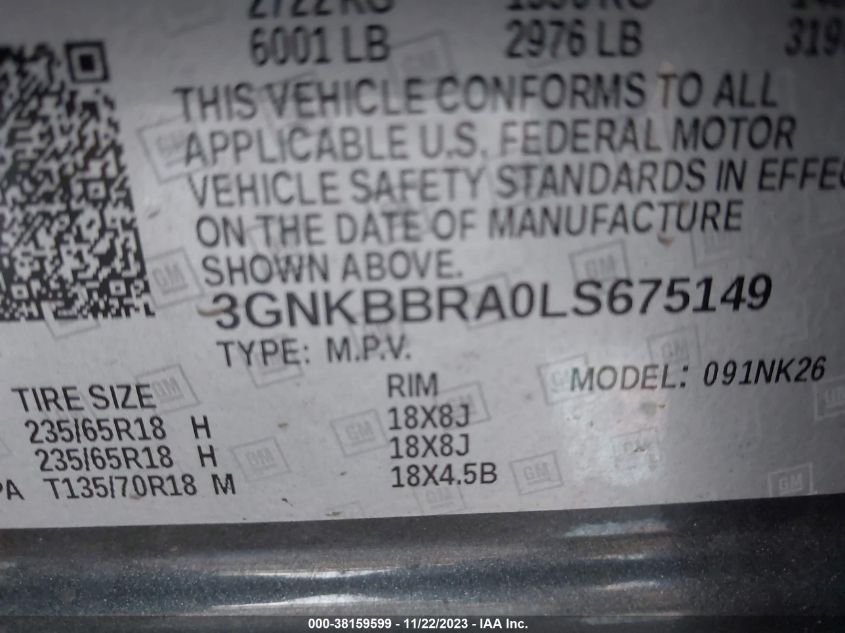 6001 LB 2976 LB
THIS VEHICLE CONFORMS TO ALL
APPLICABLE U.S. FEDERAL MOTOR
VEHICLE SAFETY STANDARDS IN
ON THE DATE OF MANUFACTURE
SHOWN ABOVE.
3GNKBBRA0LS675149
TYPE: M.P.V. MODEL: 091NK26
TIRE SIZE RIM
235/65R18 H 18X8J
235/65R18 H 18X8J
T135/70R18 M 18X4.5B
000-38159599 - 11/22/2023 - IAA Inc.